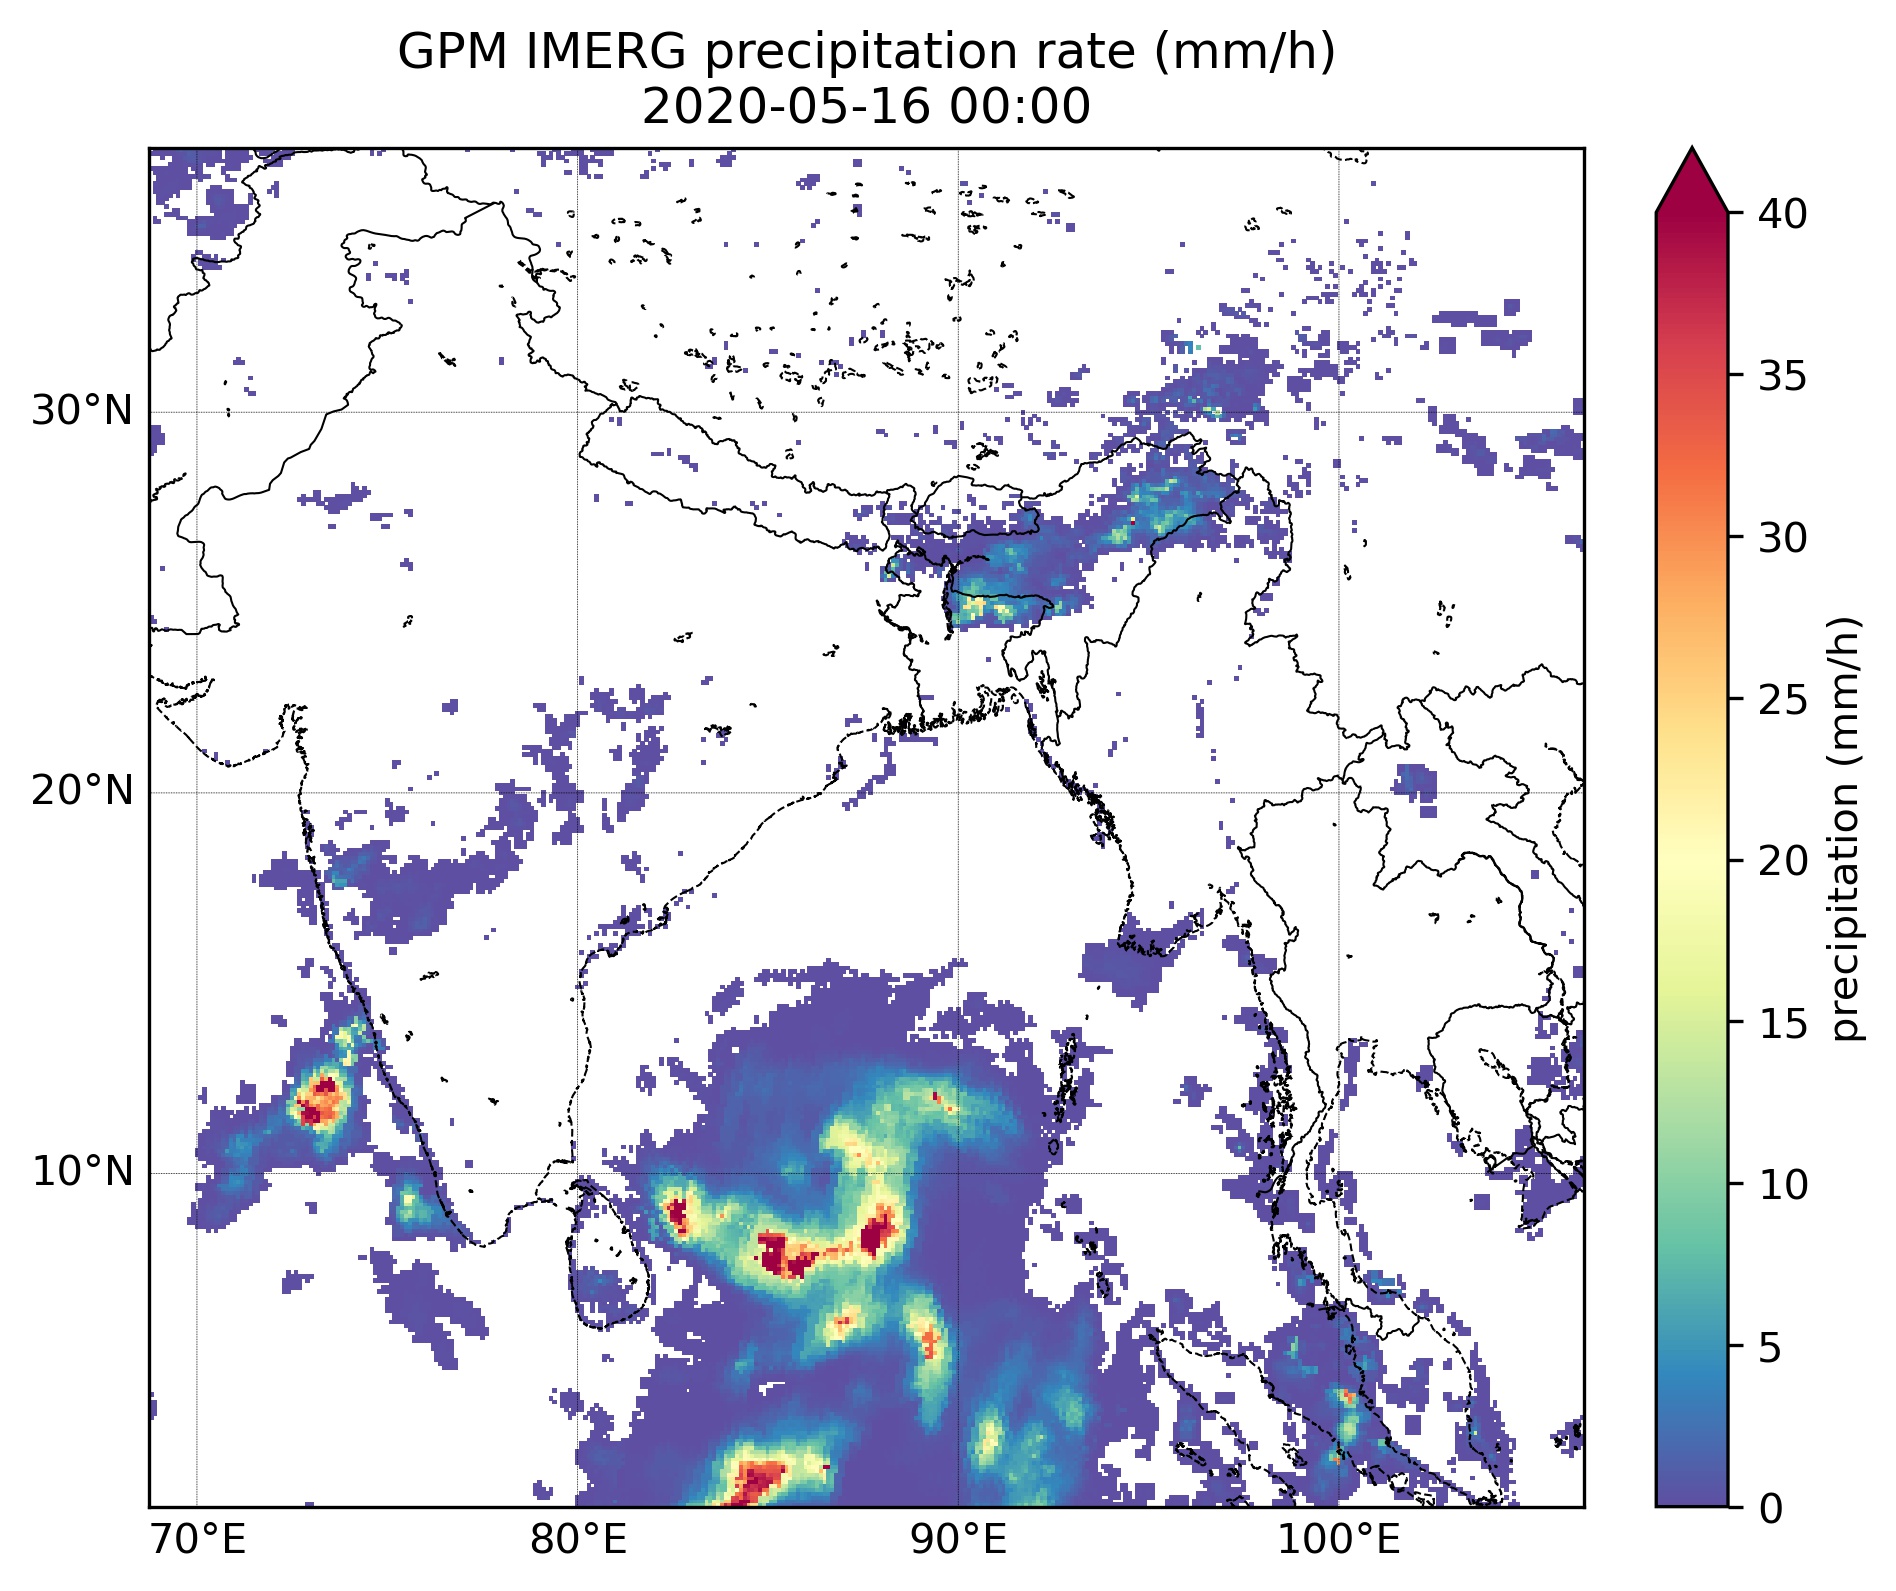 GPM IMERG precipitation rate (mm/h)
2020-05-16 00:00
30°N
20°N
10°N
70°E
80°E
90°E
100°E
40
35
30
25
20
15
10
5
0
precipitation (mm/h)